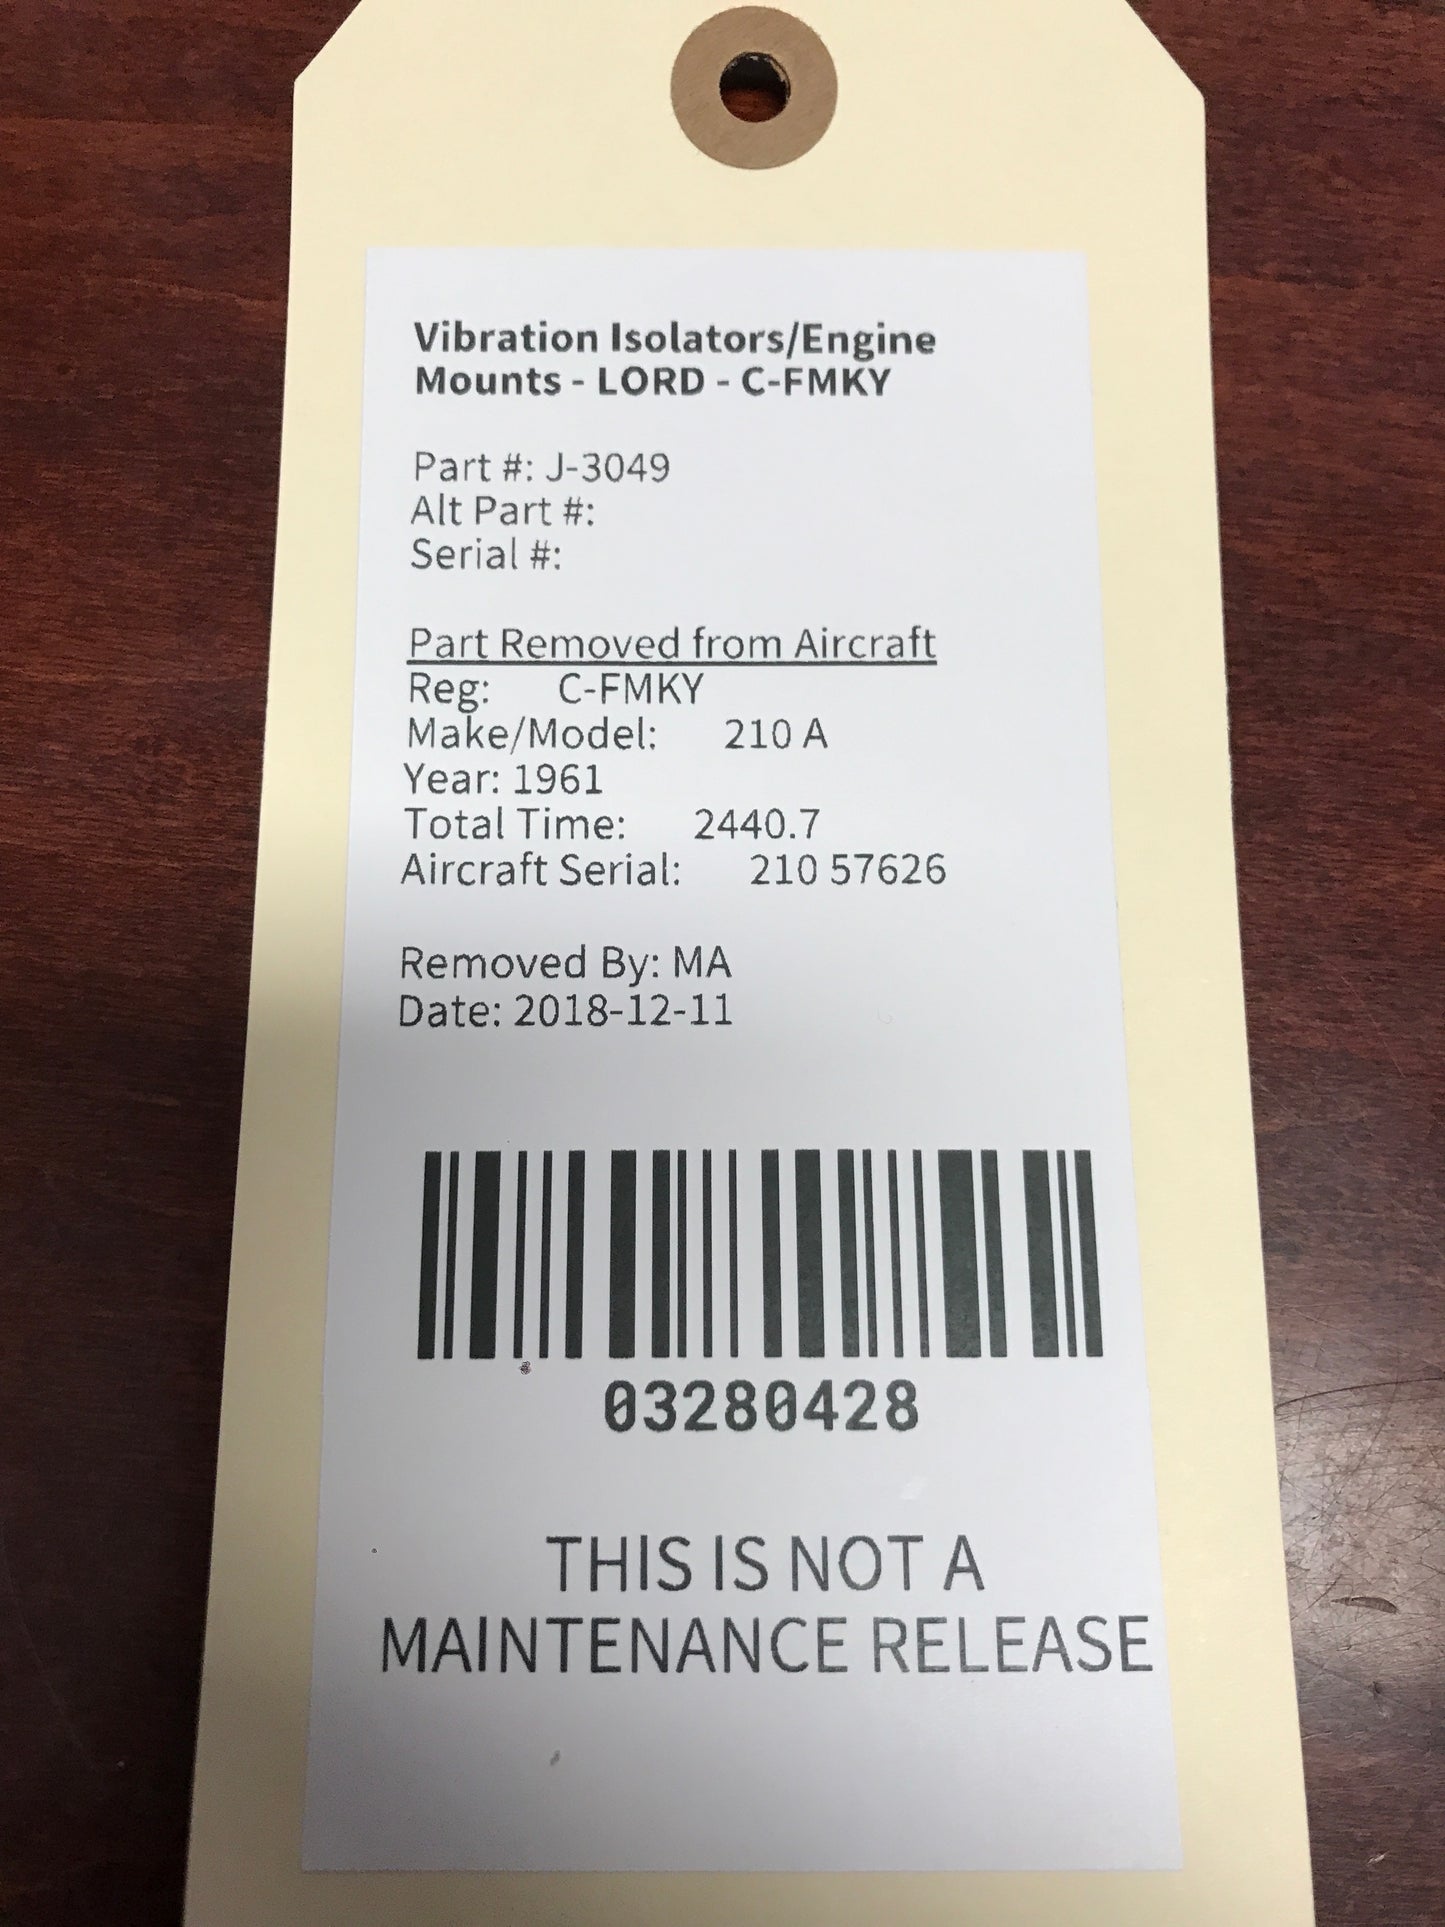 Vibration Isolators/Engine
Mounts - LORD - C-FMKY
Part #: J-3049
Alt Part #:
Serial #:
Part Removed from Aircraft
Reg: C-FMKY
Make/Model: 210 A
Year: 1961
Total Time: 2440.7
Aircraft Serial: 210 57626
Removed By: MA
Date: 2018-12-11
03280428
THIS IS NOT A
MAINTENANCE RELEASE